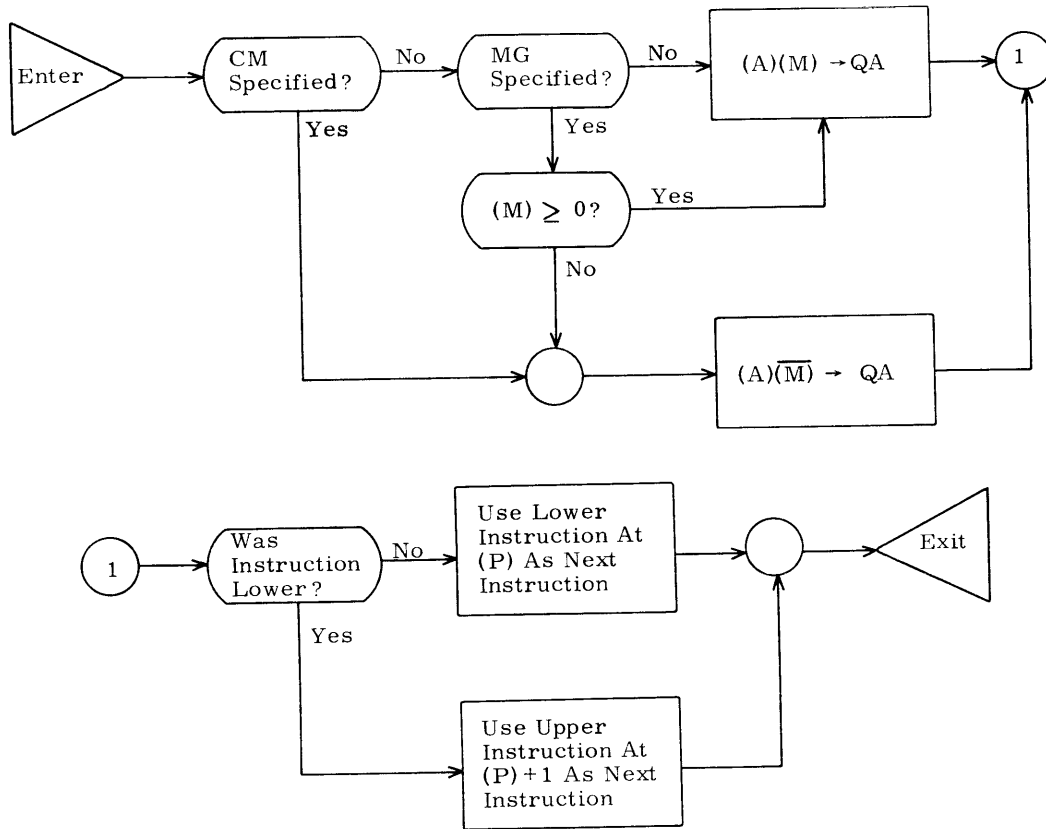 Enter
CM
Specified?
No
Yes
MG
Specified?
No
Yes
(A)(M) → QA
1
(M) ≥ 0?
Yes
No
(A)(M̅) → QA
1
Was
Instruction
Lower?
No
Yes
Use Lower
Instruction At
(P) As Next
Instruction
Exit
Use Upper
Instruction At
(P)+1 As Next
Instruction